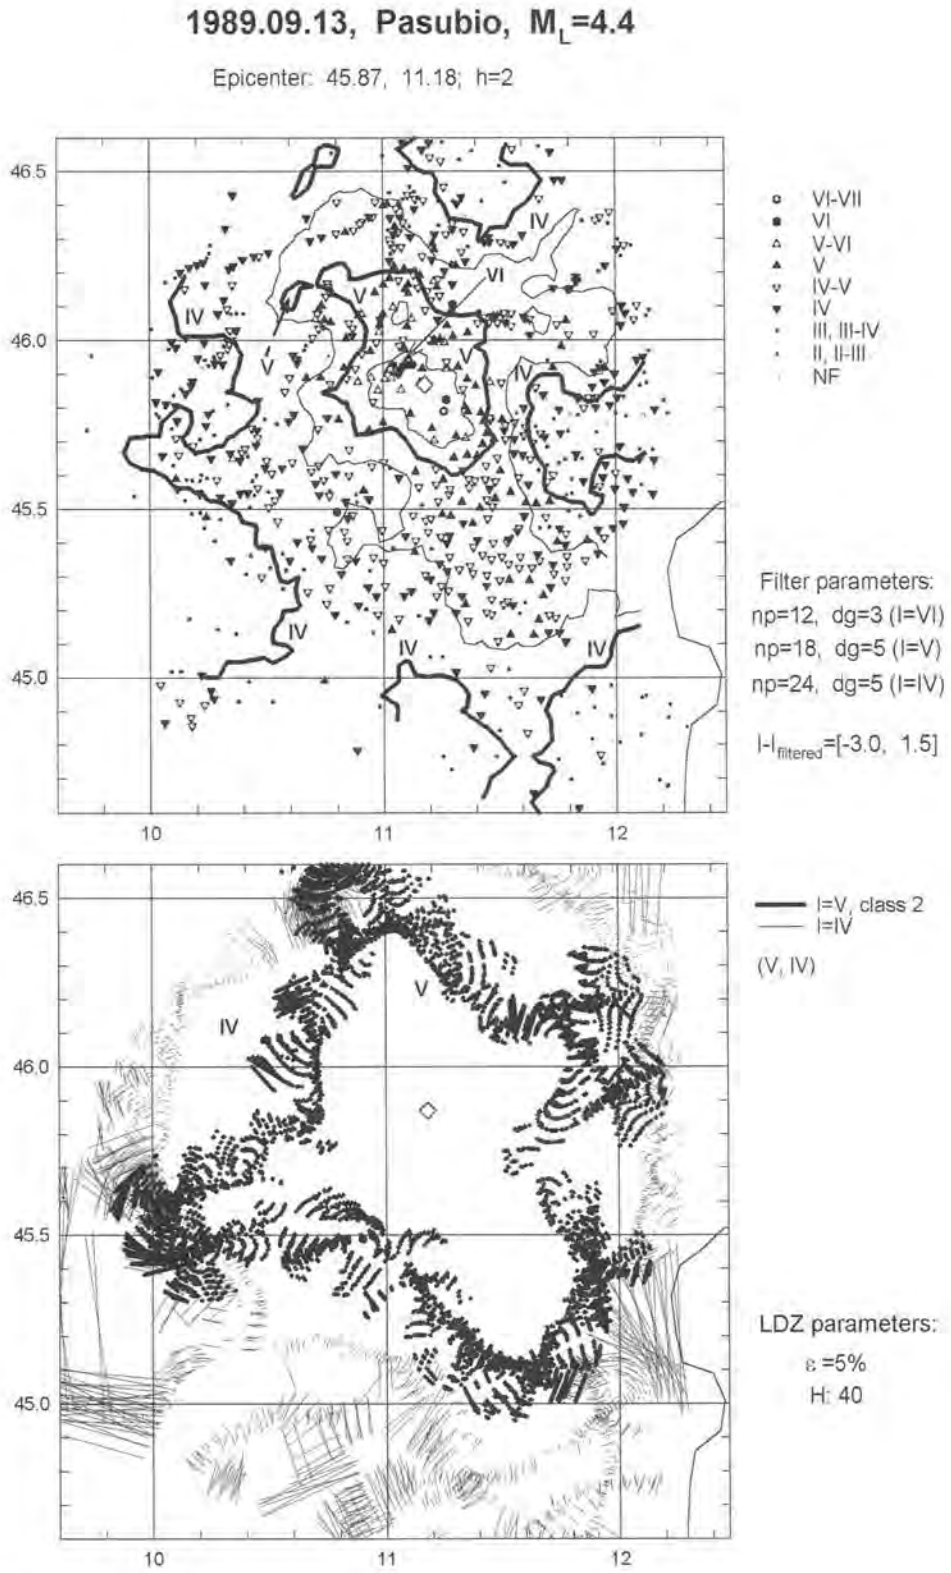 1989.09.13, Pasubio, M_L=4.4
Epicenter: 45.87, 11.18; h=2
46.5
46.0
45.5
45.0
10
11
12
IV
IV
VI
V
IV
V
V
V
IV
IV
IV
IV
VI-VII
VI
V-VI
V
IV-V
IV
III, III-IV
II, II-III
NF
Filter parameters:
np=12, dg=3 (I=VI)
np=18, dg=5 (I=V)
np=24, dg=5 (I=IV)
I-I_filtered=[-3.0, 1.5]
46.5
46.0
45.5
45.0
10
11
12
V
IV
I=V, class 2
I=IV
(V, IV)
LDZ parameters:
ε =5%
H: 40